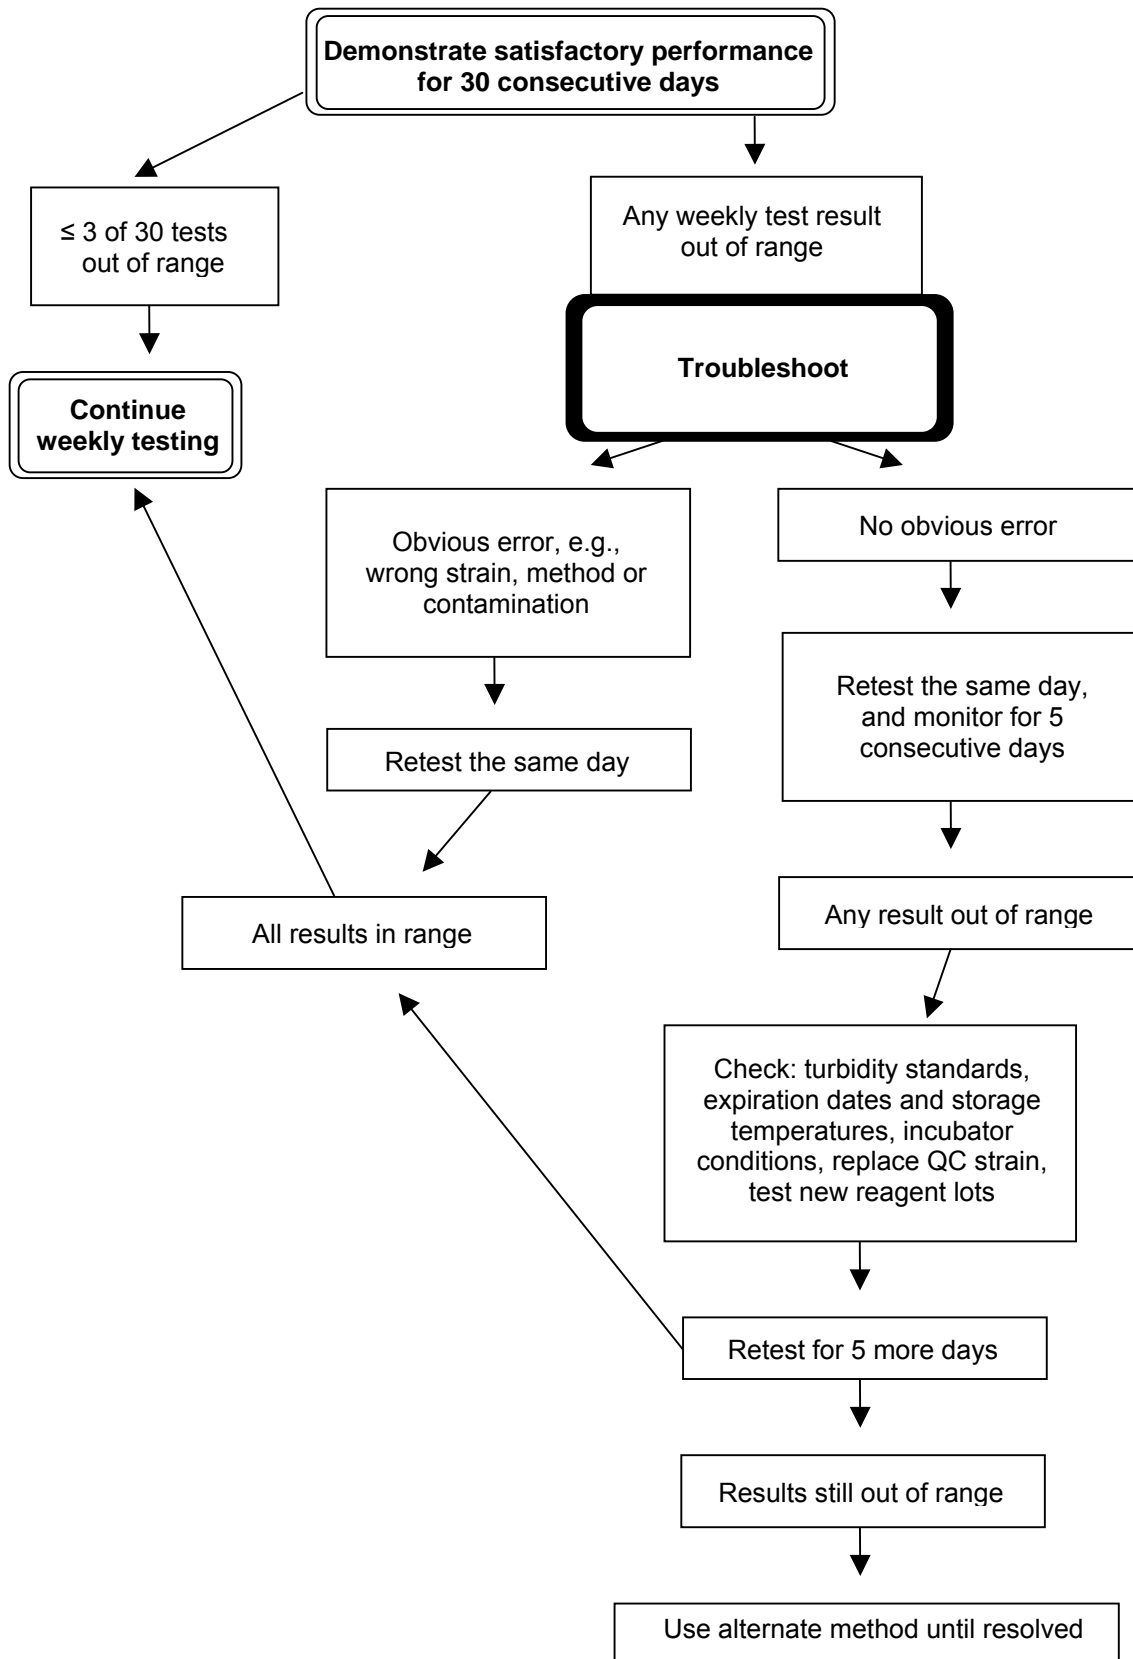 Demonstrate satisfactory performance
for 30 consecutive days
≤ 3 of 30 tests
out of range
Any weekly test result
out of range
Troubleshoot
Continue
weekly testing
Obvious error, e.g.,
wrong strain, method or
contamination
No obvious error
Retest the same day,
and monitor for 5
consecutive days
Retest the same day
All results in range
Any result out of range
Check: turbidity standards,
expiration dates and storage
temperatures, incubator
conditions, replace QC strain,
test new reagent lots
Retest for 5 more days
Results still out of range
Use alternate method until resolved